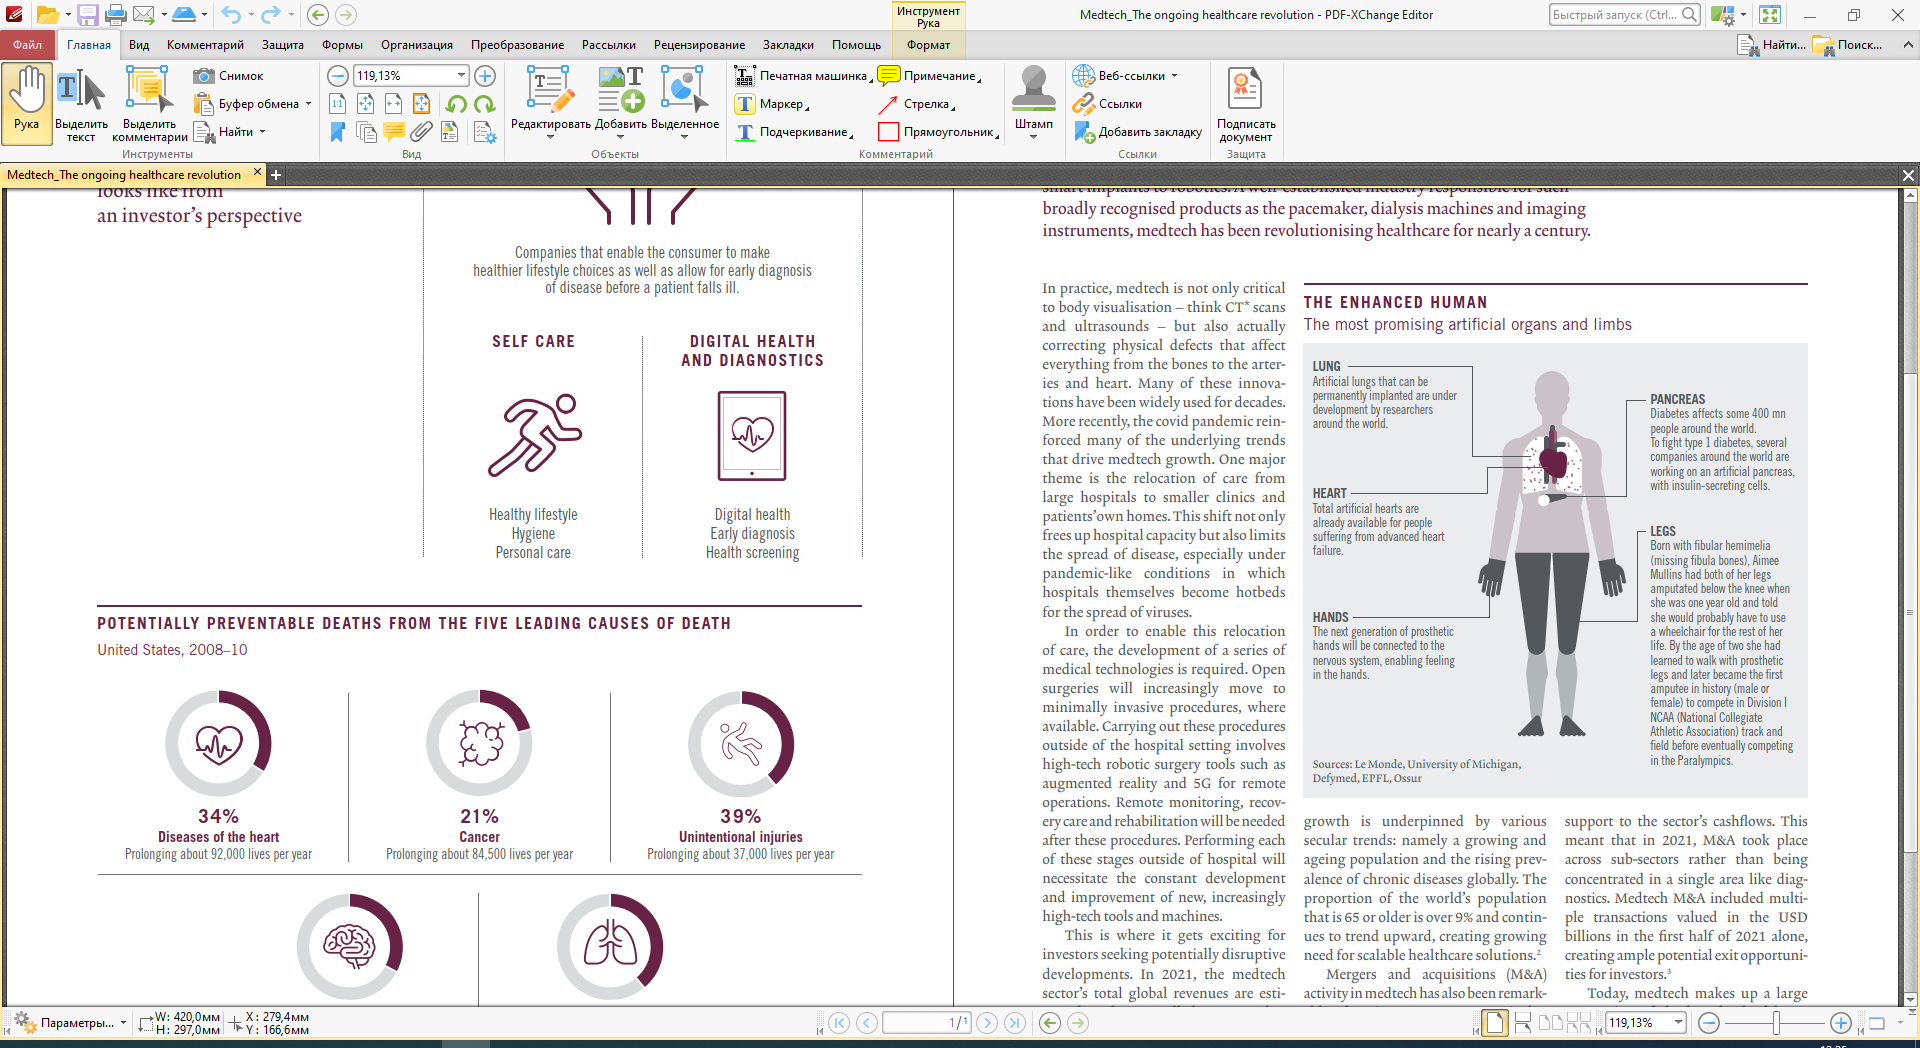 Инструмент
Рука
Medtech_The ongoing healthcare revolution - PDF-XChange Editor
Быстрый запуск (Ctrl...
Файл
Главная
Вид
Комментарий
Защита
Формы
Организация
Преобразование
Рассылки
Рецензирование
Закладки
Помощь
Формат
Найти...
Поиск...
Рука
Выделить
текст
Выделить
комментарии
Снимок
Буфер обмена
Найти
Инструменты
119,13%
Вид
Редактировать
Добавить
Выделенное
Объекты
Печатная машинка
Маркер
Подчеркивание
Примечание
Стрелка
Прямоугольник
Комментарий
Штамп
Веб-ссылки
Ссылки
Добавить закладку
Ссылки
Подписать
документ
Защита
Medtech_The ongoing healthcare revolution
looks like from
an investor's perspective
Companies that enable the consumer to make
healthier lifestyle choices as well as allow for early diagnosis
of disease before a patient falls ill.
SELF CARE
Healthy lifestyle
Hygiene
Personal care
DIGITAL HEALTH
AND DIAGNOSTICS
Digital health
Early diagnosis
Health screening
POTENTIALLY PREVENTABLE DEATHS FROM THE FIVE LEADING CAUSES OF DEATH
United States, 2008–10
34%
Diseases of the heart
Prolonging about 92,000 lives per year
21%
Cancer
Prolonging about 84,500 lives per year
39%
Unintentional injuries
Prolonging about 37,000 lives per year
smart implants to robotics. A well-established industry responsible for such
broadly recognised products as the pacemaker, dialysis machines and imaging
instruments, medtech has been revolutionising healthcare for nearly a century.
In practice, medtech is not only critical
to body visualisation – think CT* scans
and ultrasounds – but also actually
correcting physical defects that affect
everything from the bones to the arter-
ies and heart. Many of these innova-
tions have been widely used for decades.
More recently, the covid pandemic rein-
forced many of the underlying trends
that drive medtech growth. One major
theme is the relocation of care from
large hospitals to smaller clinics and
patients' own homes. This shift not only
frees up hospital capacity but also limits
the spread of disease, especially under
pandemic-like conditions in which
hospitals themselves become hotbeds
for the spread of viruses.
In order to enable this relocation
of care, the development of a series of
medical technologies is required. Open
surgeries will increasingly move to
minimally invasive procedures, where
available. Carrying out these procedures
outside of the hospital setting involves
high-tech robotic surgery tools such as
augmented reality and 5G for remote
operations. Remote monitoring, recov-
ery care and rehabilitation will be needed
after these procedures. Performing each
of these stages outside of hospital will
necessitate the constant development
and improvement of new, increasingly
high-tech tools and machines.
This is where it gets exciting for
investors seeking potentially disruptive
developments. In 2021, the medtech
sector's total global revenues are esti-
THE ENHANCED HUMAN
The most promising artificial organs and limbs
LUNG
Artificial lungs that can be
permanently implanted are under
development by researchers
around the world.
HEART
Total artificial hearts are
already available for people
suffering from advanced heart
failure.
HANDS
The next generation of prosthetic
hands will be connected to the
nervous system, enabling feeling
in the hands.
PANCREAS
Diabetes affects some 400 mn
people around the world.
To fight type 1 diabetes, several
companies around the world are
working on an artificial pancreas,
with insulin-secreting cells.
LEGS
Born with fibular hemimelia
(missing fibula bones), Aimee
Mullins had both of her legs
amputated below the knee when
she was one year old and told
she would probably have to use
a wheelchair for the rest of her
life. By the age of two she had
learned to walk with prosthetic
legs and later became the first
amputee in history (male or
female) to compete in Division I
NCAA (National Collegiate
Athletic Association) track and
field before eventually competing
in the Paralympics.
Sources: Le Monde, University of Michigan,
Defymed, EPFL, Ossur
growth is underpinned by various
secular trends: namely a growing and
ageing population and the rising prev-
alence of chronic diseases globally. The
proportion of the world's population
that is 65 or older is over 9% and contin-
ues to trend upward, creating growing
need for scalable healthcare solutions.²
Mergers and acquisitions (M&A)
activity in medtech has also been remark-
support to the sector's cashflows. This
meant that in 2021, M&A took place
across sub-sectors rather than being
concentrated in a single area like diag-
nostics. Medtech M&A included multi-
ple transactions valued in the USD
billions in the first half of 2021 alone,
creating ample potential exit opportuni-
ties for investors.³
Today, medtech makes up a large
Параметры...
W: 420,0мм
H: 297,0мм
X : 279,4мм
Y : 166,6мм
1/1
119,13%